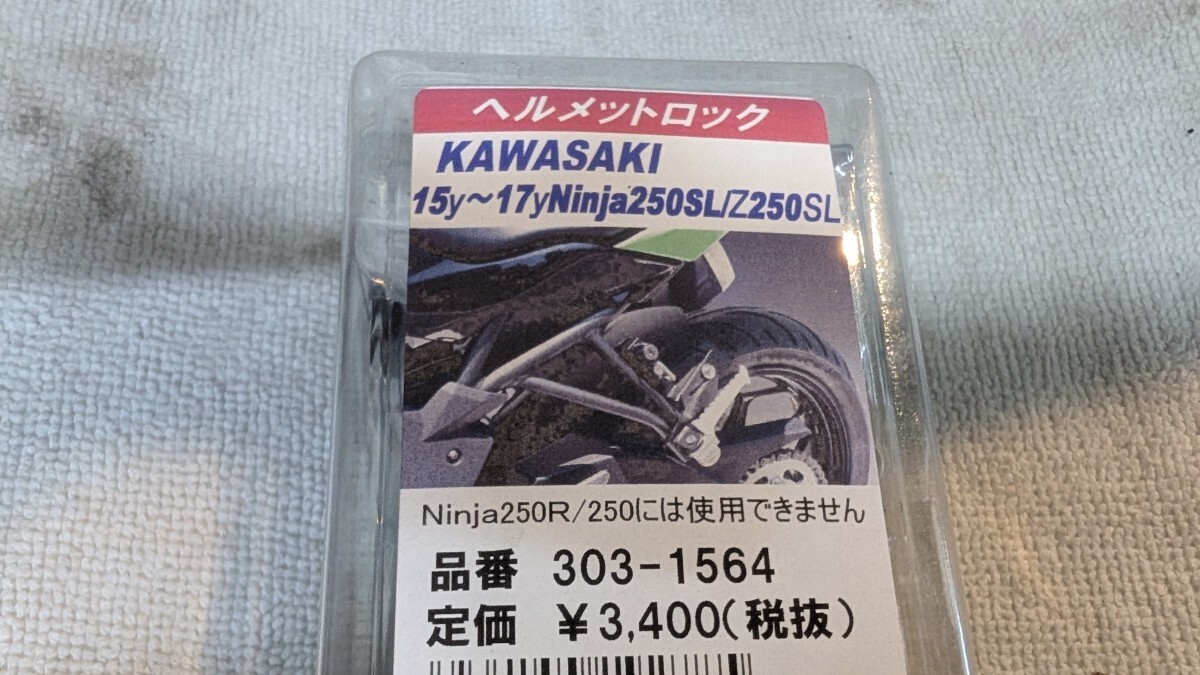 ヘルメットロック
KAWASAKI
15y～17yNinja250SL/Z250SL
Ninja250R/250には使用できません
品番 303-1564
定価 ¥3,400(税抜)